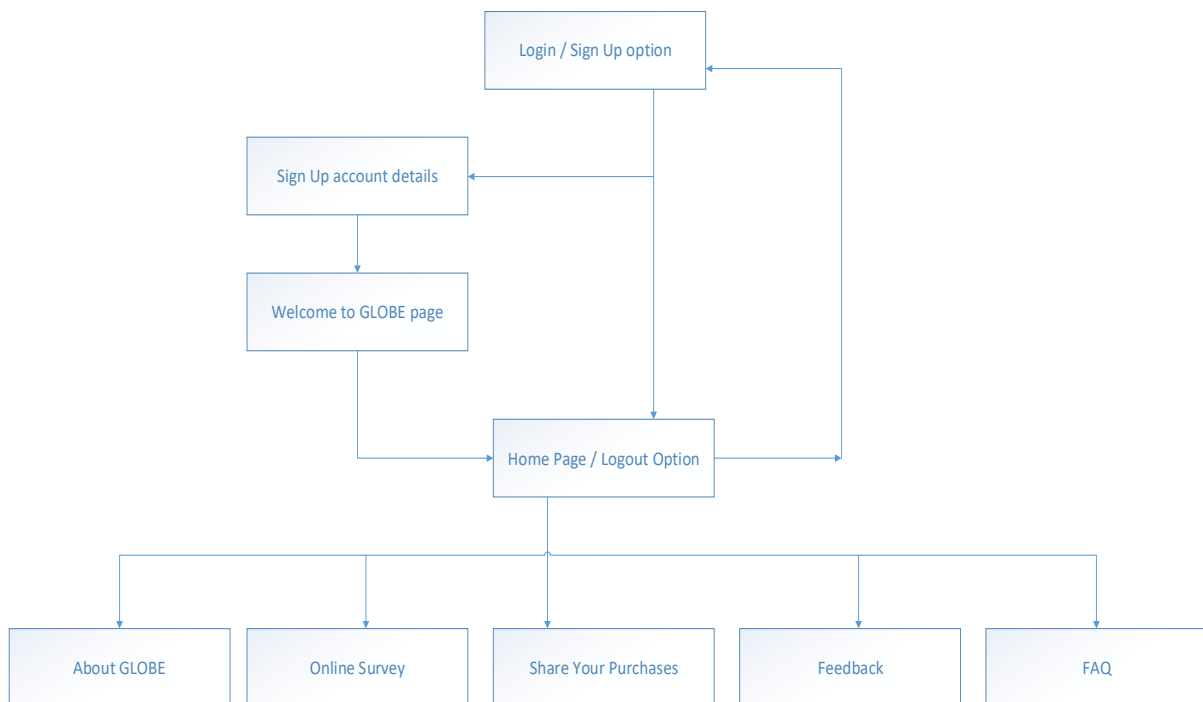 Login / Sign Up option
Sign Up account details
Welcome to GLOBE page
Home Page / Logout Option
About GLOBE
Online Survey
Share Your Purchases
Feedback
FAQ